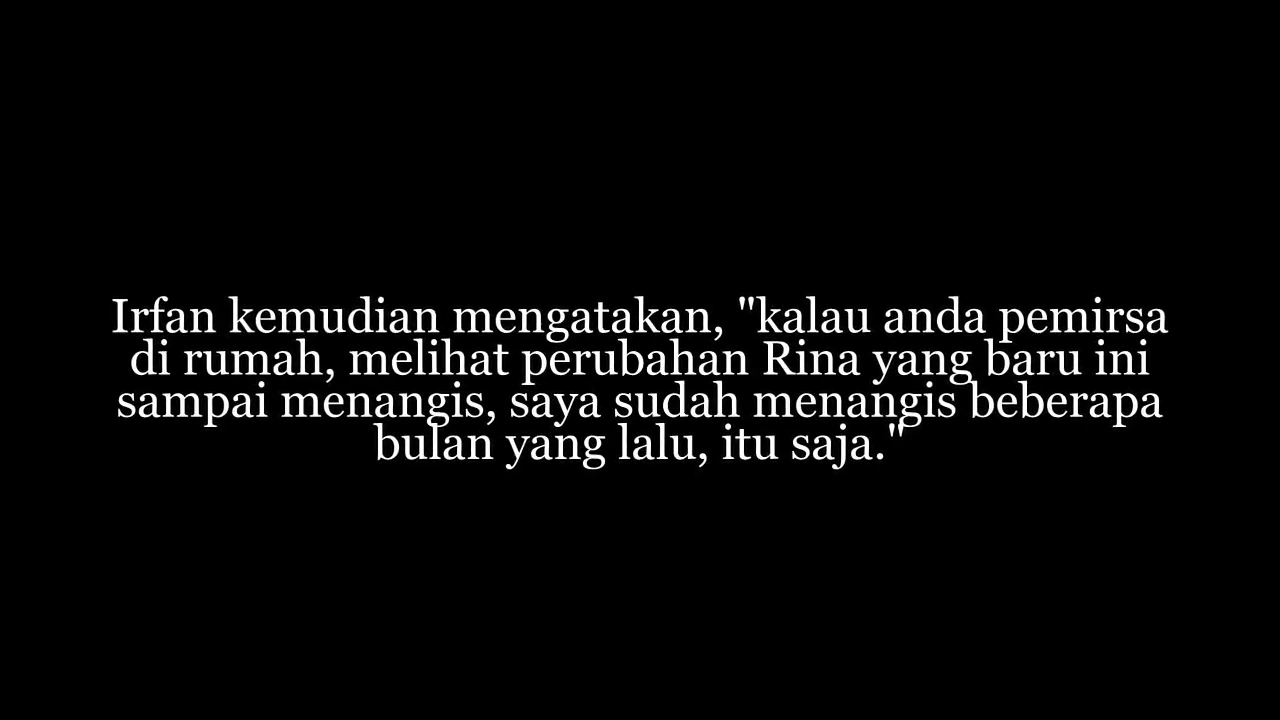 Irfan kemudian mengatakan, "kalau anda pemirsa
di rumah, melihat perubahan Rina yang baru ini
sampai menangis, saya sudah menangis beberapa
bulan yang lalu, itu saja."